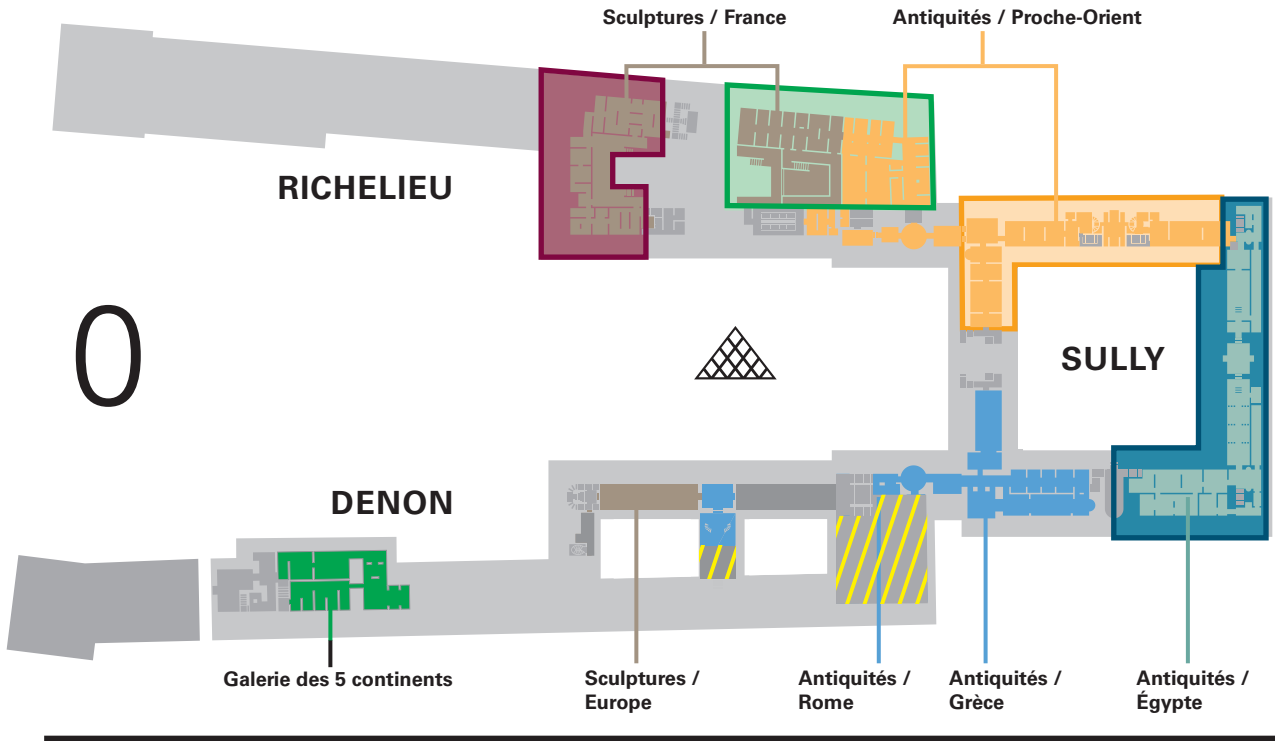 Sculptures / France
Antiquités / Proche-Orient
RICHELIEU
0
SULLY
DENON
Galerie des 5 continents
Sculptures /
Europe
Antiquités /
Rome
Antiquités /
Grèce
Antiquités /
Égypte